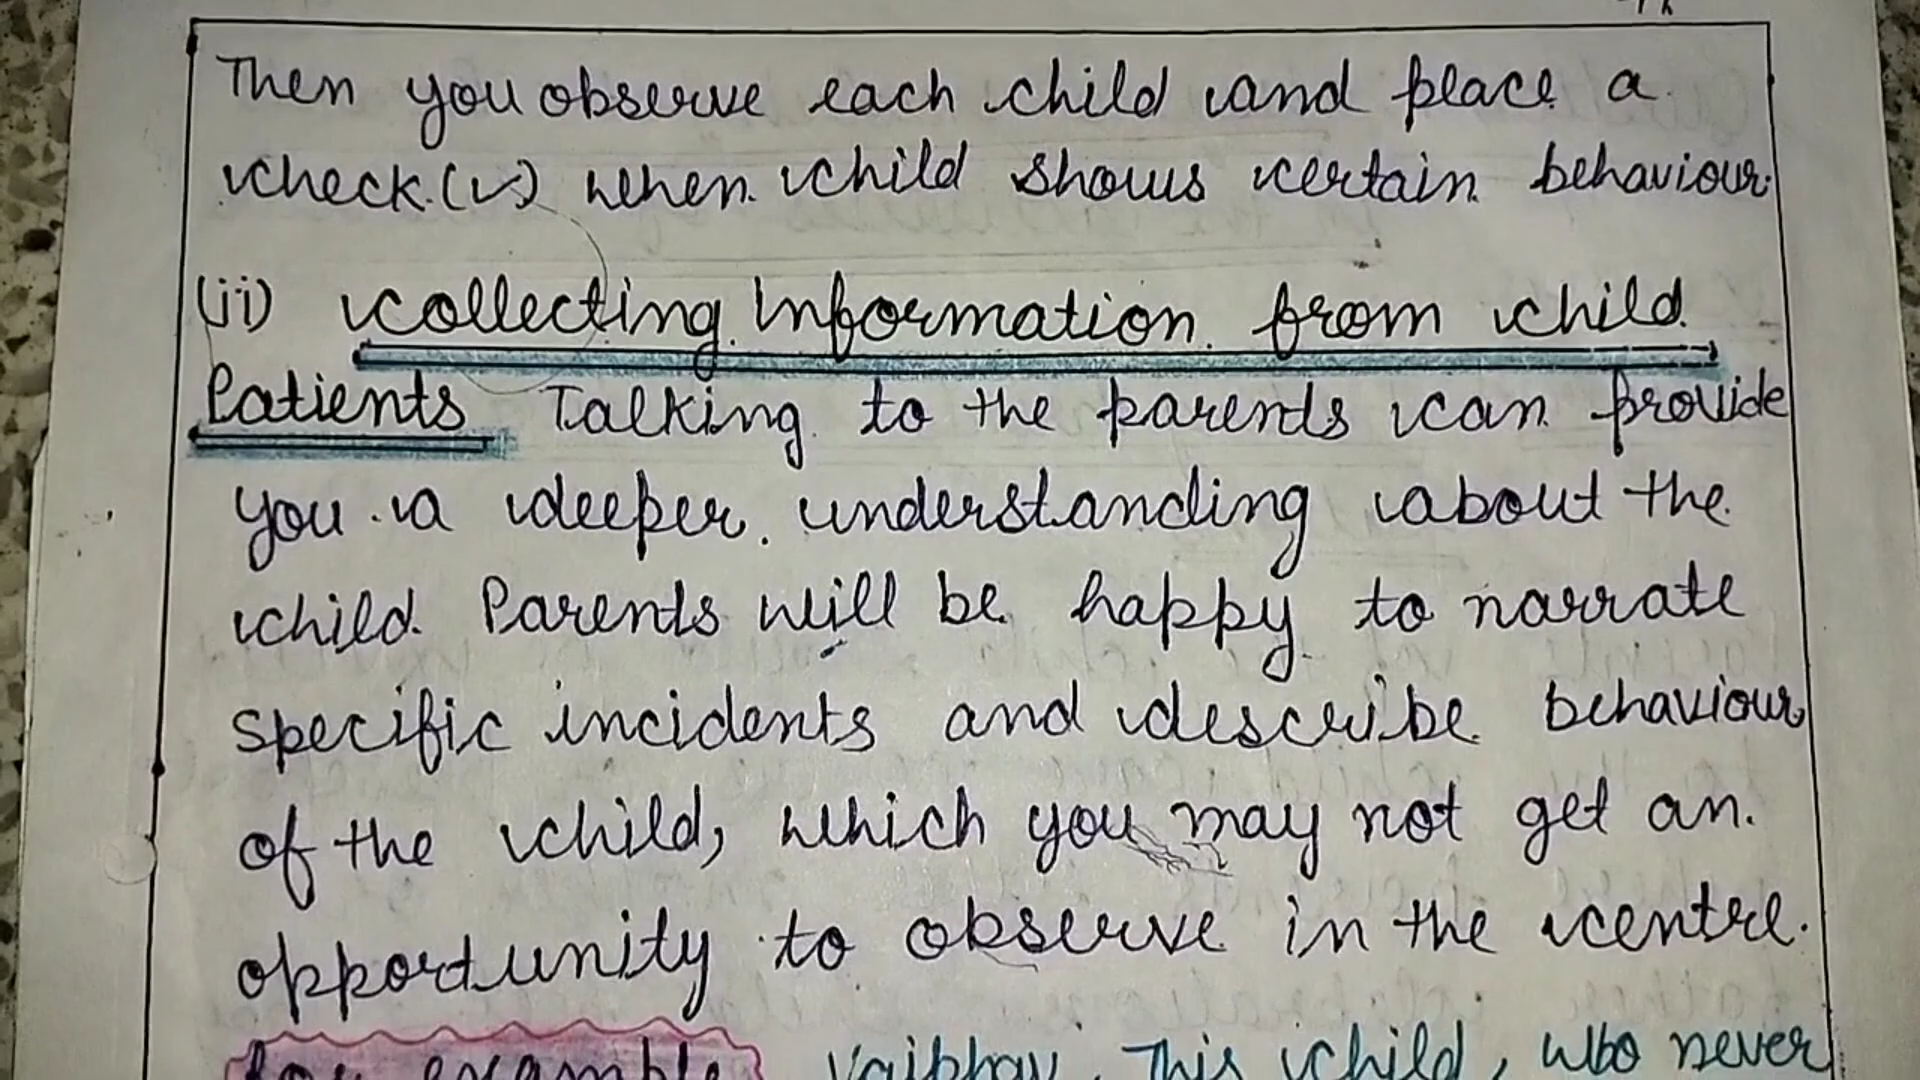 Then you observe each child and place a
check (✓) when child shows certain behaviour.
(ii) Collecting Information from child
Patients Talking to the parents can provide
you a deeper understanding about the
child. Parents will be happy to narrate
specific incidents and describe behaviour
of the child, which you may not get an
opportunity to observe in the centre.
for example Vaibhav. This child, who never